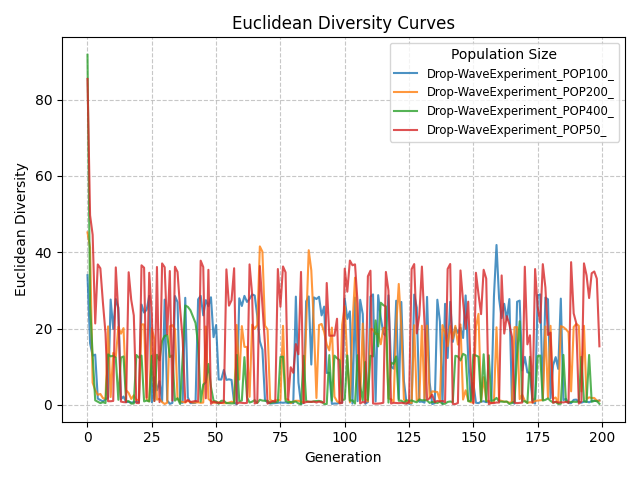 Euclidean Diversity Curves
Population Size
Drop-WaveExperiment_POP100_
Drop-WaveExperiment_POP200_
Drop-WaveExperiment_POP400_
Drop-WaveExperiment_POP50_
Euclidean Diversity
80
60
40
20
0
0 25 50 75 100 125 150 175 200
Generation